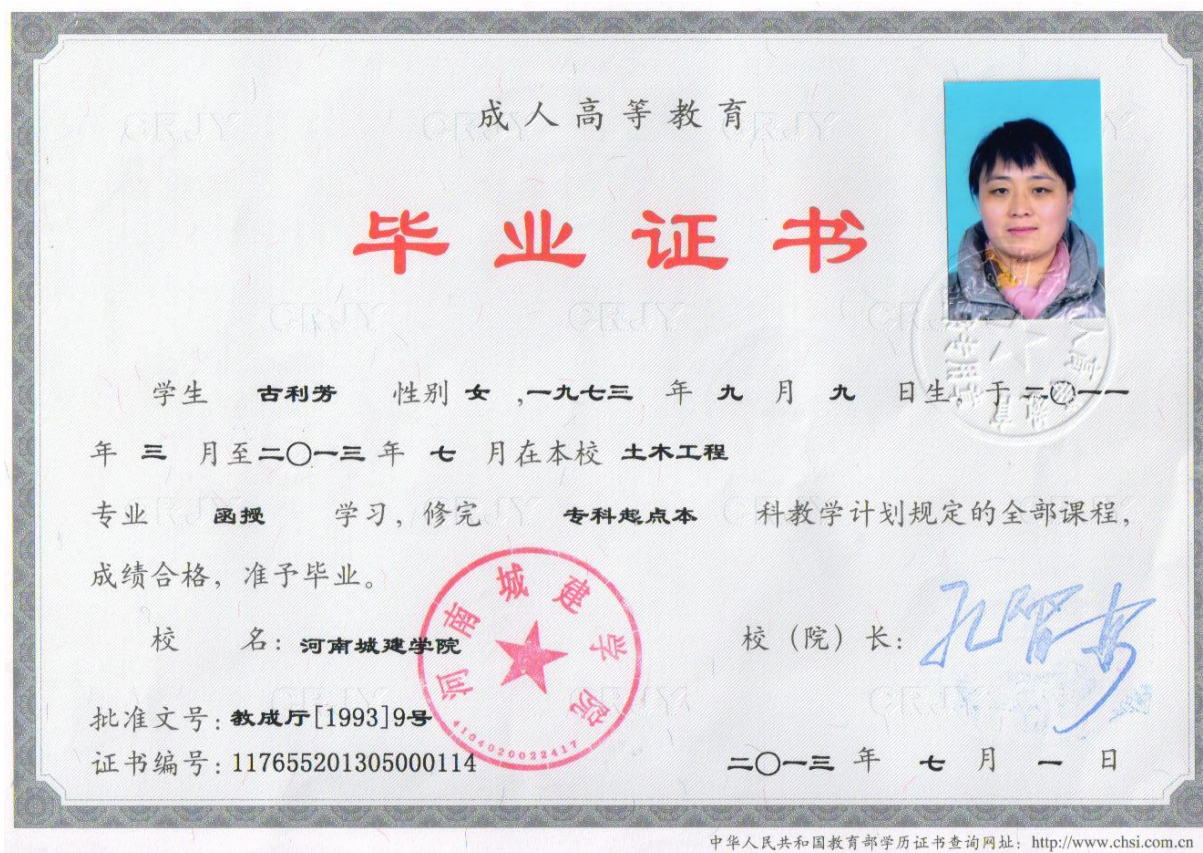 成人高等教育
毕业证书
学生 古利芳 性别 女 ,一九七三 年 九 月 九 日生,于 二〇一一
年 三 月至二〇一三 年 七 月在本校 土木工程
专业 函授 学习，修完 专科起点本 科教学计划规定的全部课程，
成绩合格，准予毕业。
校 名：河南城建学院
校（院）长：
河南城建学院
4104020022417
批准文号：教成厅[1993]9号
证书编号：117655201305000114
二〇一三 年 七 月 一 日
中华人民共和国教育部学历证书查询网址：http://www.chsi.com.cn
CRJY